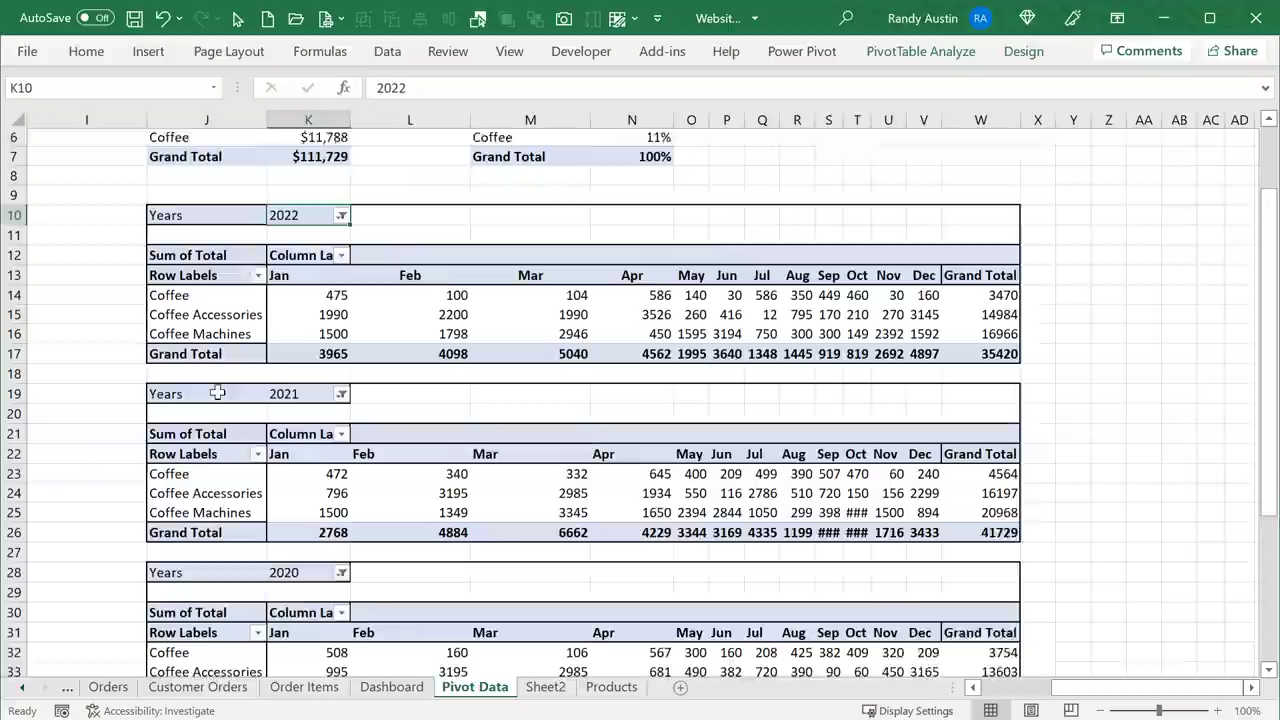 AutoSave Off Websit... Randy Austin RA
File Home Insert Page Layout Formulas Data Review View Developer Add-ins Help Power Pivot PivotTable Analyze Design Comments Share
K10 fx 2022
I J K L M N O P Q R S T U V W X Y Z AA AB AC AD
6 Coffee $11,788 Coffee 11%
7 Grand Total $111,729 Grand Total 100%
8
9
10 Years 2022
11
12 Sum of Total Column La
13 Row Labels Jan Feb Mar Apr May Jun Jul Aug Sep Oct Nov Dec Grand Total
14 Coffee 475 100 104 586 140 30 586 350 449 460 30 160 3470
15 Coffee Accessories 1990 2200 1990 3526 260 416 12 795 170 210 270 3145 14984
16 Coffee Machines 1500 1798 2946 450 1595 3194 750 300 300 149 2392 1592 16966
17 Grand Total 3965 4098 5040 4562 1995 3640 1348 1445 919 819 2692 4897 35420
18
19 Years 2021
20
21 Sum of Total Column La
22 Row Labels Jan Feb Mar Apr May Jun Jul Aug Sep Oct Nov Dec Grand Total
23 Coffee 472 340 332 645 400 209 499 390 507 470 60 240 4564
24 Coffee Accessories 796 3195 2985 1934 550 116 2786 510 720 150 156 2299 16197
25 Coffee Machines 1500 1349 3345 1650 2394 2844 1050 299 398 ### 1500 894 20968
26 Grand Total 2768 4884 6662 4229 3344 3169 4335 1199 ### ### 1716 3433 41729
27
28 Years 2020
29
30 Sum of Total Column La
31 Row Labels Jan Feb Mar Apr May Jun Jul Aug Sep Oct Nov Dec Grand Total
32 Coffee 508 160 106 567 300 160 208 425 382 409 320 209 3754
33 Coffee Accessories 995 3195 2985 681 490 382 720 390 90 60 450 3165 13603
... Orders Customer Orders Order Items Dashboard Pivot Data Sheet2 Products
Ready Accessibility: Investigate Display Settings 100%